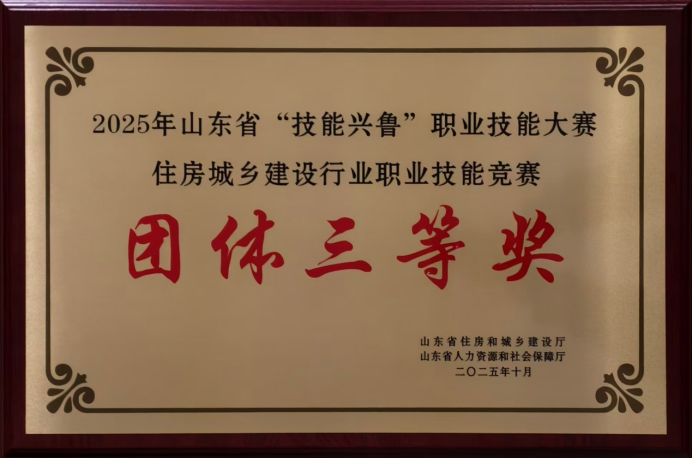 2025年山东省“技能兴鲁”职业技能大赛
住房城乡建设行业职业技能竞赛
团体三等奖
山东省住房和城乡建设厅
山东省人力资源和社会保障厅
二〇二五年十月